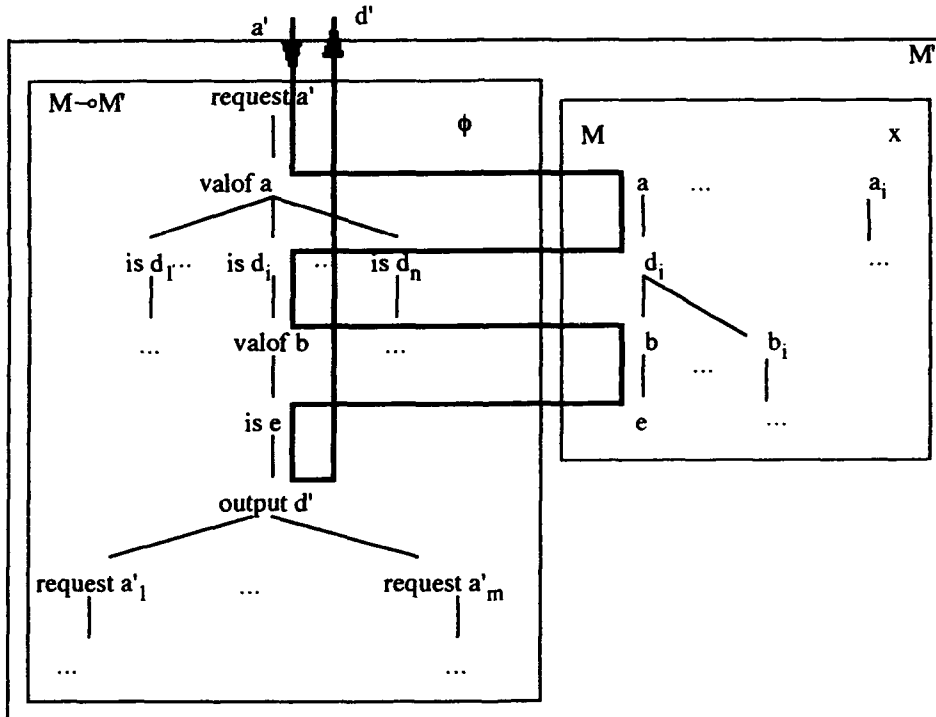 a' d'
M'
M⊸M' request a' ϕ
M x
valof a
a ... a_i
is d_1 ... is d_i ... is d_n
d_i ...
... valof b ...
b ... b_i
is e
e ...
output d'
request a'_1 ... request a'_m
... ...